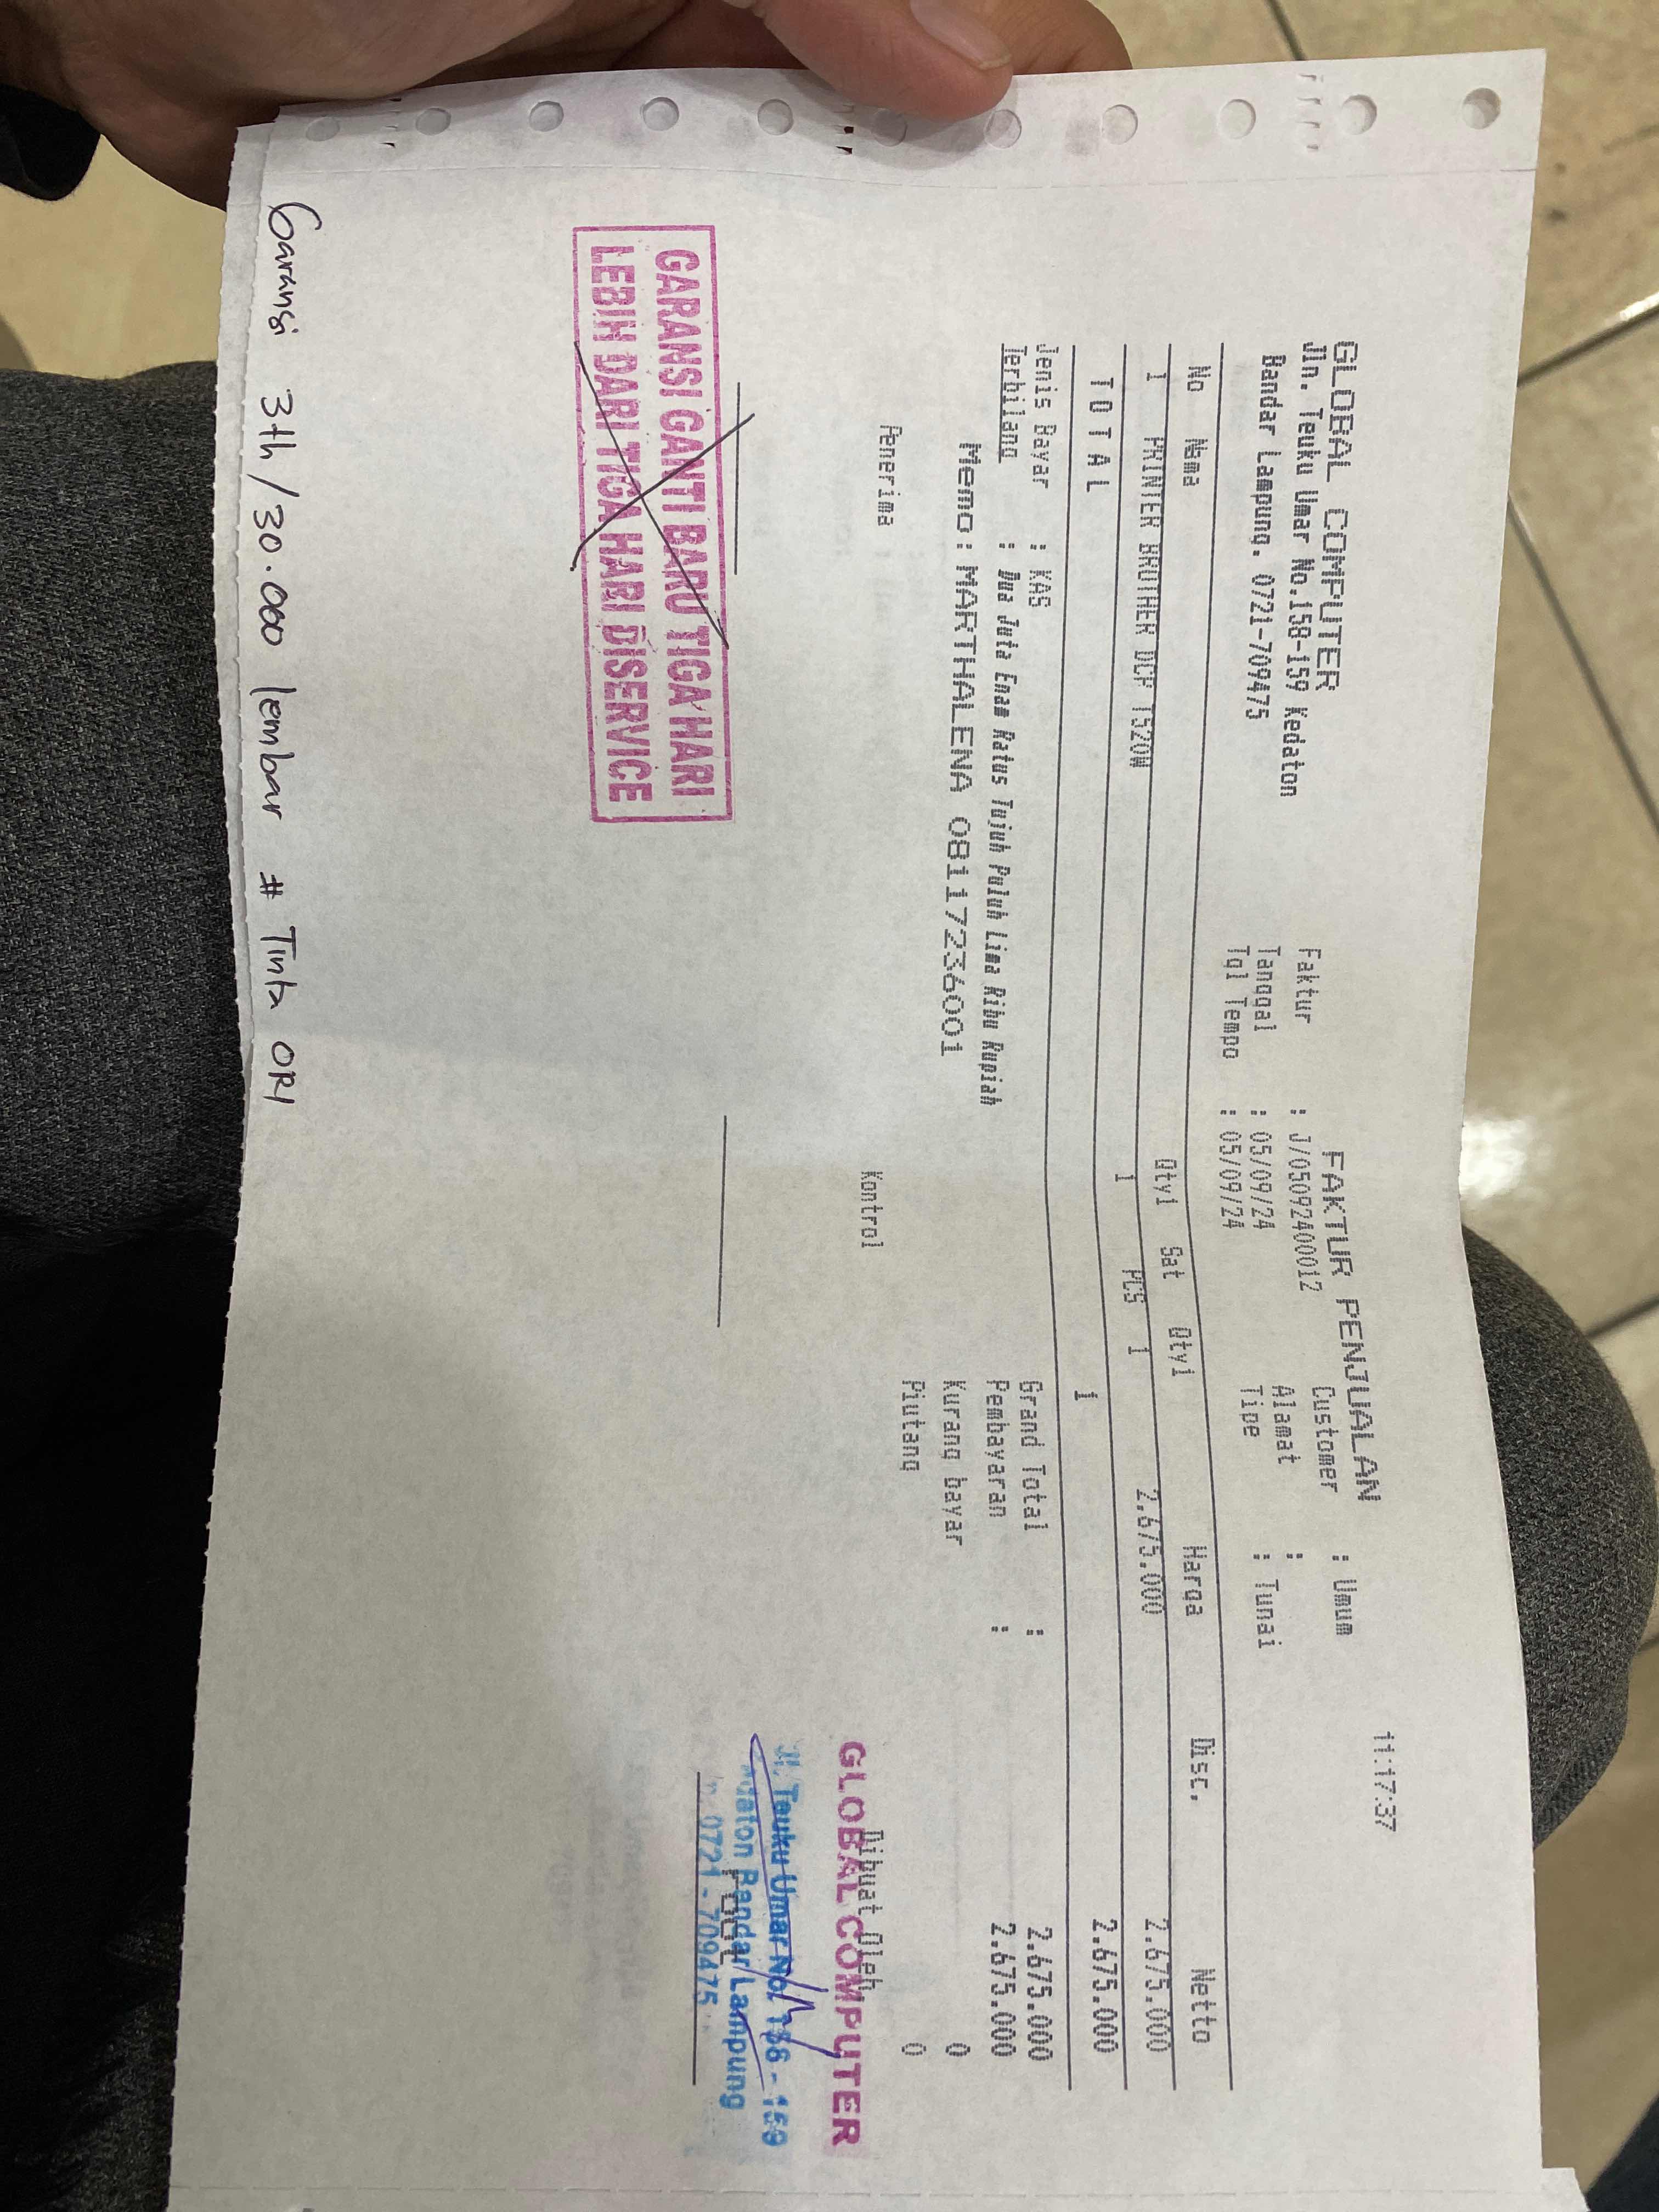 11:17:37
GLOBAL COMPUTER FAKTUR PENJUALAN
Jln. Teuku Umar No.158-159 Kedaton
Bandar Lampung. 0721-709475
Faktur : J/05092400012
Tanggal : 05/09/24
Tgl Tempo : 05/09/24
Customer : Umum
Alamat :
Tipe : Tunai
No Nama Qty1 Sat Qty1 Harga Disc. Netto
1 PRINTER BROTHER DCP T520W 1 PCS 1 2.675.000 2.675.000
T O T A L 1 2.675.000
Jenis Bayar : KAS
Terbilang : Dua Juta Enam Ratus Tujuh Puluh Lima Ribu Rupiah
Memo : MARTHALENA 08117236001
Grand Total : 2.675.000
Pembayaran : 2.675.000
Kurang bayar 0
Piutang 0
Penerima :
Kontrol
Dibuat Oleh
GLOBAL COMPUTER
Jl. Teuku Umar No. 156 - 159
Bandar Lampung
0721 - 709475
GARANSI GANTI BARU TIGA HARI
LEBIH DARI TIGA HARI DISERVICE
Garansi 3th / 30.000 lembar # Tinta ORI